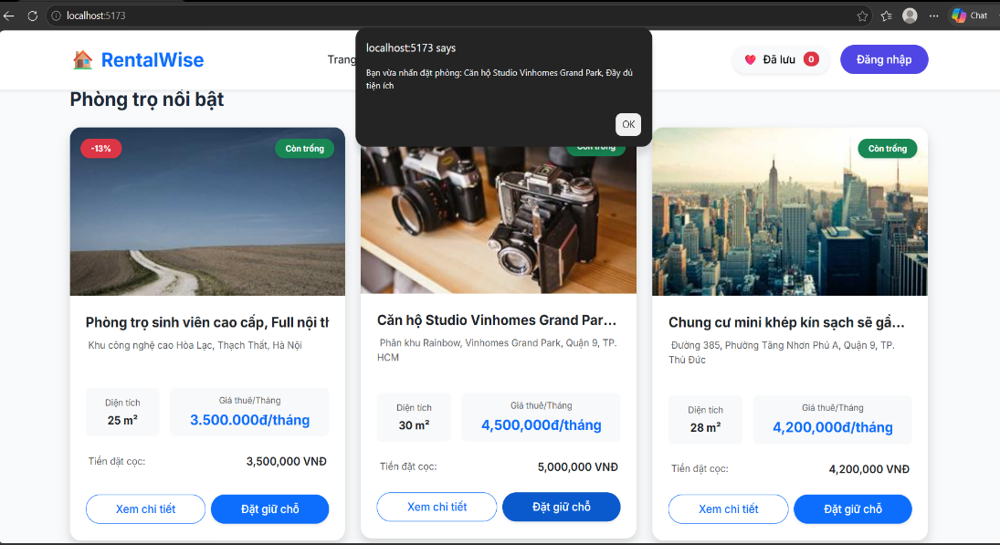 localhost:5173
Chat
RentalWise
Trang
localhost:5173 says
Bạn vừa nhấn đặt phòng: Căn hộ Studio Vinhomes Grand Park, Đầy đủ
tiện ích
OK
Đã lưu 0
Đăng nhập
Phòng trọ nổi bật
-13%
Còn trống
Còn trống
Còn trống
Phòng trọ sinh viên cao cấp, Full nội th
Khu công nghệ cao Hòa Lạc, Thạch Thất, Hà Nội
Diện tích
25 m²
Giá thuê/Tháng
3.500.000đ/tháng
Tiền đặt cọc:
3,500,000 VNĐ
Xem chi tiết
Đặt giữ chỗ
Căn hộ Studio Vinhomes Grand Par...
Phân khu Rainbow, Vinhomes Grand Park, Quận 9, TP.
HCM
Diện tích
30 m²
Giá thuê/Tháng
4,500,000đ/tháng
Tiền đặt cọc:
5,000,000 VNĐ
Xem chi tiết
Đặt giữ chỗ
Chung cư mini khép kín sạch sẽ gầ...
Đường 385, Phường Tăng Nhơn Phú A, Quận 9, TP.
Thủ Đức
Diện tích
28 m²
Giá thuê/Tháng
4,200,000đ/tháng
Tiền đặt cọc:
4,200,000 VNĐ
Xem chi tiết
Đặt giữ chỗ